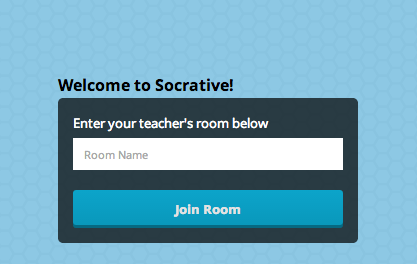 Welcome to Socrative!
Enter your teacher's room below
Room Name
Join Room